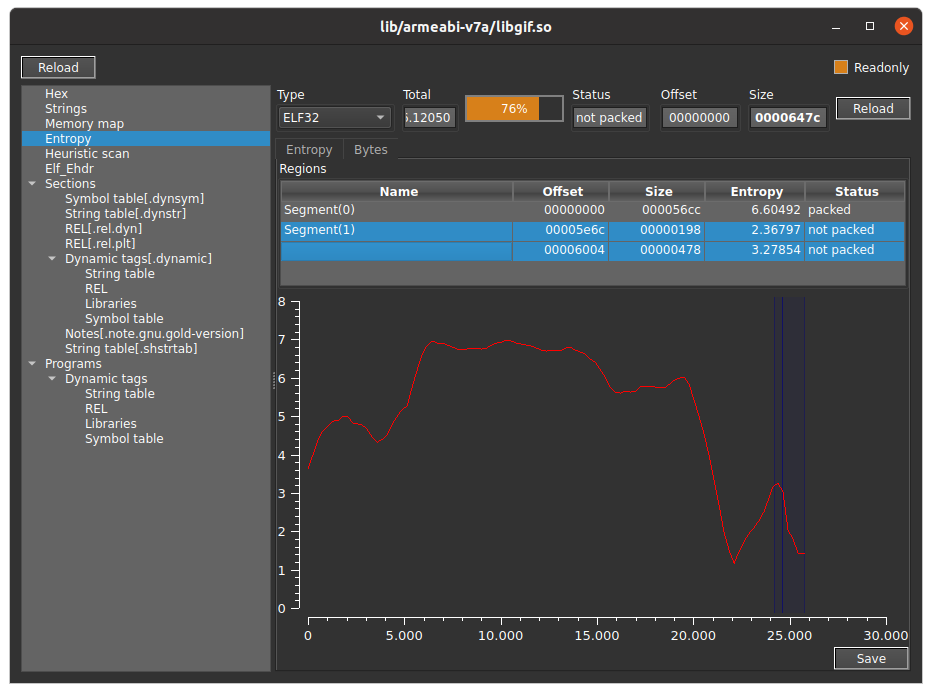 lib/armeabi-v7a/libgif.so
Reload
Readonly
Hex
Strings
Memory map
Entropy
Heuristic scan
Elf_Ehdr
Sections
Symbol table[.dynsym]
String table[.dynstr]
REL[.rel.dyn]
REL[.rel.plt]
Dynamic tags[.dynamic]
String table
REL
Libraries
Symbol table
Notes[.note.gnu.gold-version]
String table[.shstrtab]
Programs
Dynamic tags
String table
REL
Libraries
Symbol table
Type Total Status Offset Size
ELF32 .12050 76% not packed 00000000 0000647c Reload
Entropy Bytes
Regions
Name Offset Size Entropy Status
Segment(0) 00000000 000056cc 6.60492 packed
Segment(1) 00005e6c 00000198 2.36797 not packed
00006004 00000478 3.27854 not packed
8
7
6
5
4
3
2
1
0
0 5.000 10.000 15.000 20.000 25.000 30.000
Save